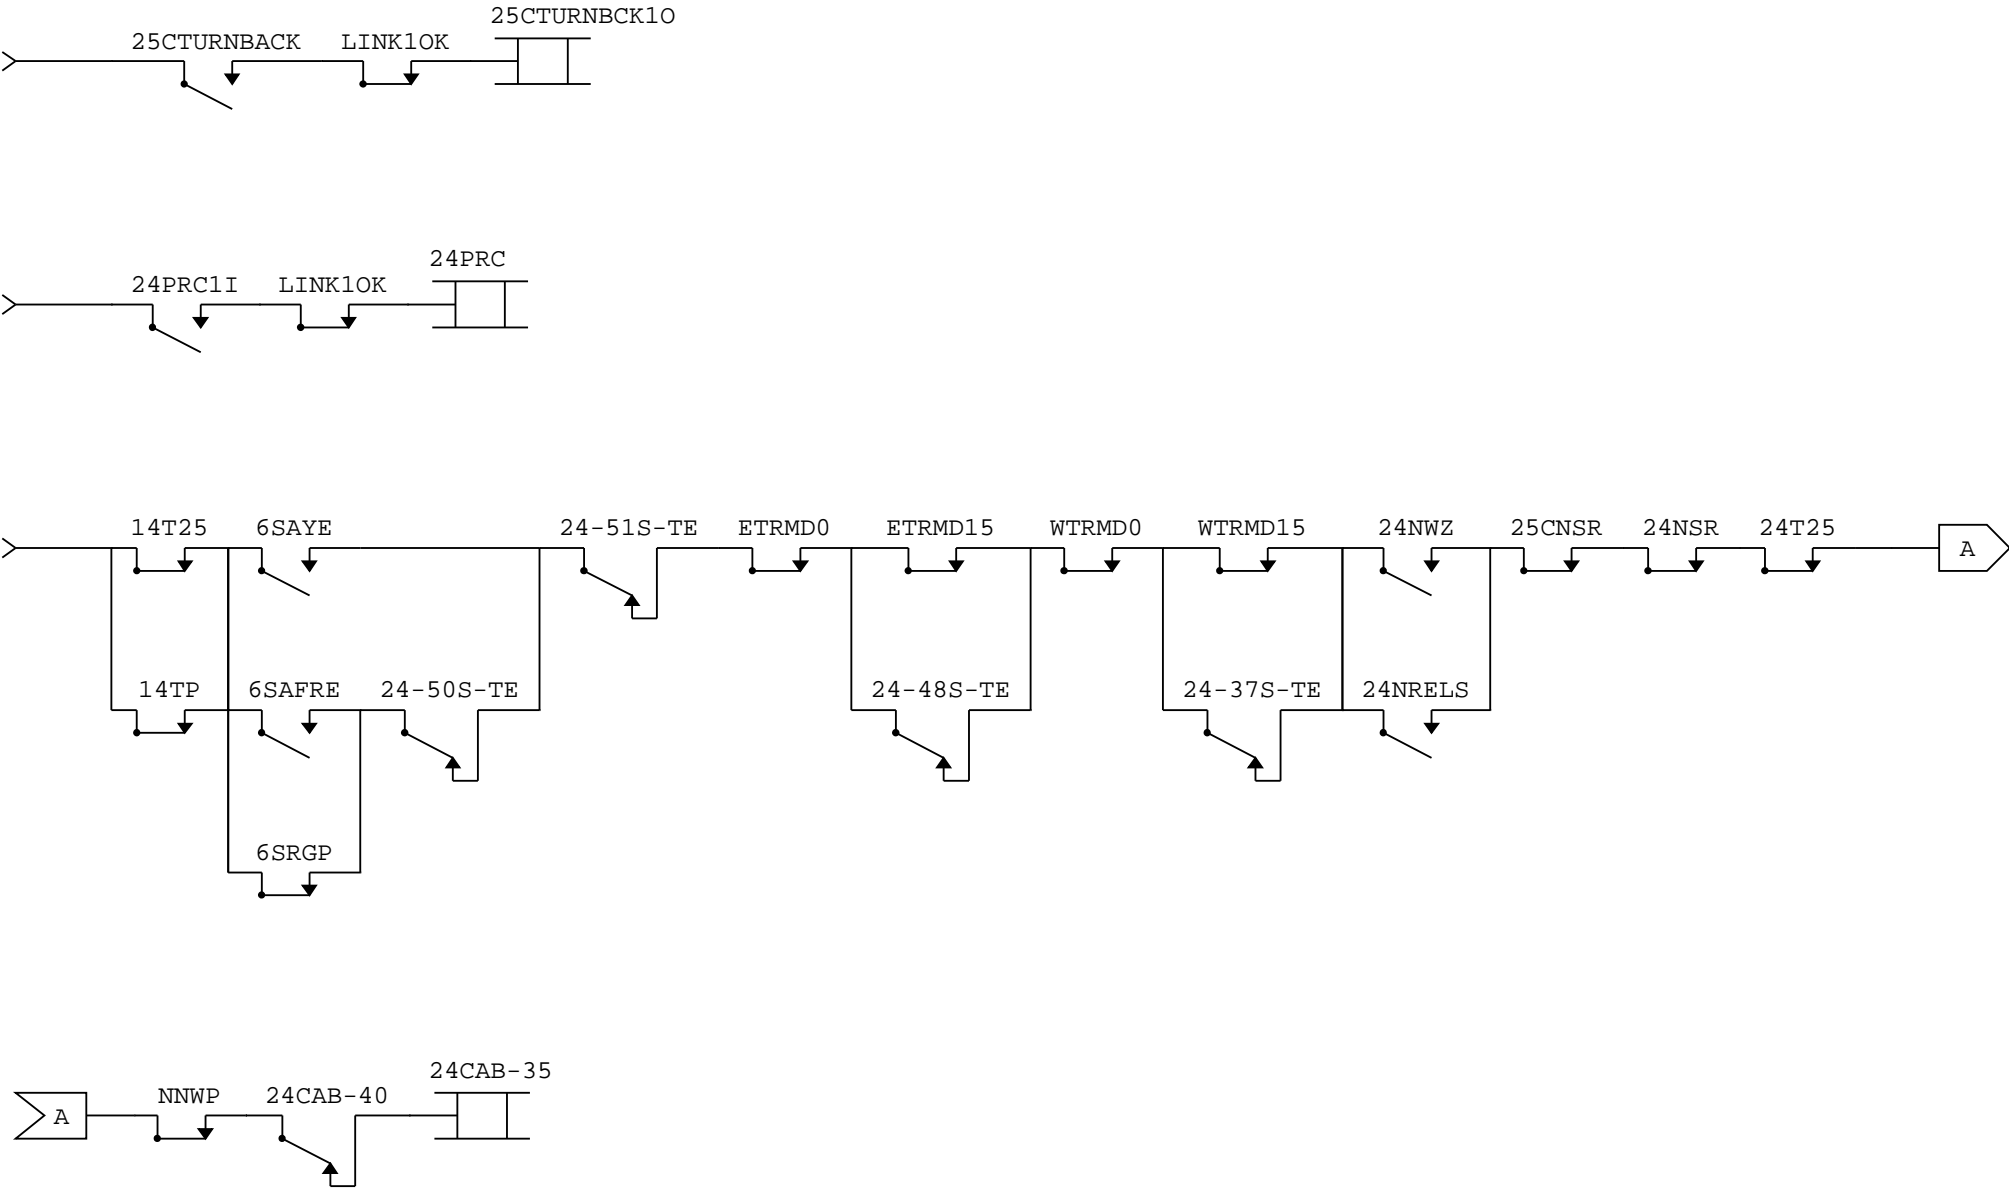 25CTURNBCK1O
25CTURNBACK LINK1OK
24PRC
24PRC1I LINK1OK
14T25 6SAYE 24-51S-TE ETRMD0 ETRMD15 WTRMD0 WTRMD15 24NWZ 25CNSR 24NSR 24T25
A
14TP 6SAFRE 24-50S-TE 24-48S-TE 24-37S-TE 24NRELS
6SRGP
24CAB-35
NNWP 24CAB-40
A